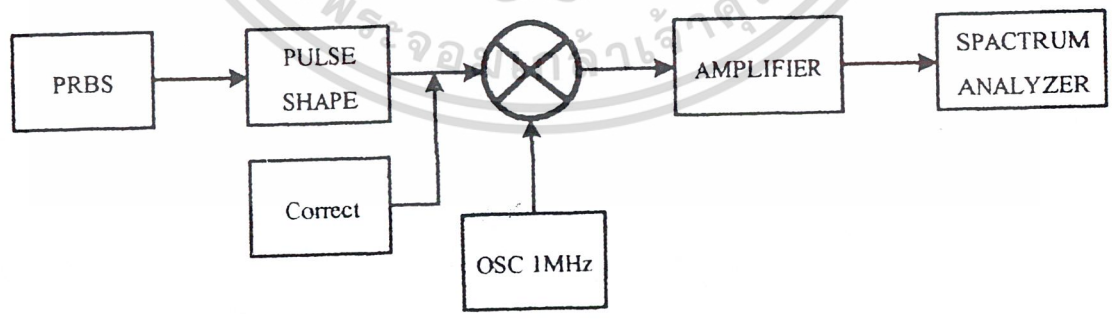 PRBS
PULSE
SHAPE
AMPLIFIER
SPACTRUM
ANALYZER
Correct
OSC 1MHz